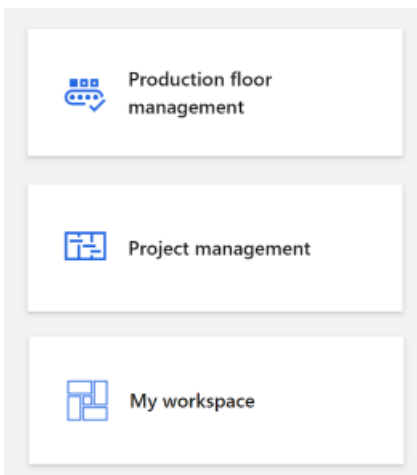 Production floor
management
Project management
My workspace